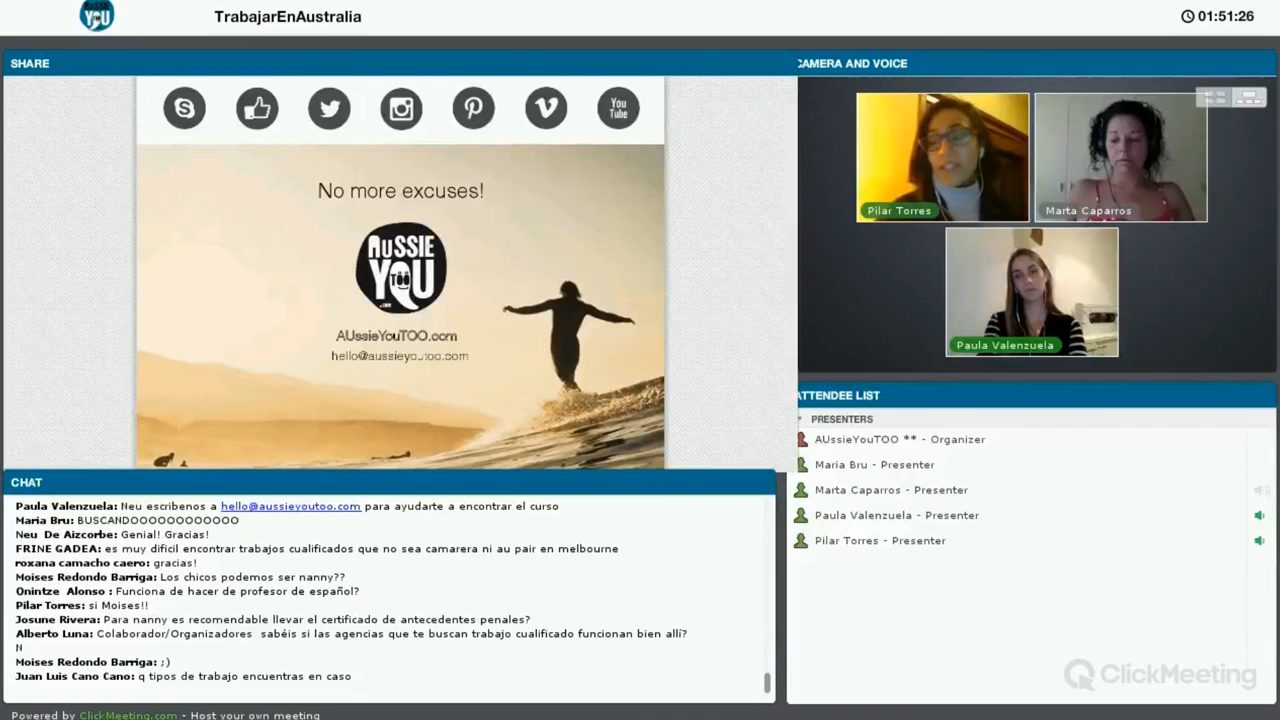 AUSSIE
YOU
TrabajarEnAustralia
01:51:26
SHARE
CAMERA AND VOICE
You
Tube
No more excuses!
AUSSIE
YOU
TOO
.com
AUssieYouTOO.com
hello@aussieyoutoo.com
Pilar Torres
Marta Caparros
Paula Valenzuela
ATTENDEE LIST
PRESENTERS
AUssieYouTOO ** - Organizer
Maria Bru - Presenter
Marta Caparros - Presenter
Paula Valenzuela - Presenter
Pilar Torres - Presenter
CHAT
Paula Valenzuela: Neu escribenos a hello@aussieyoutoo.com para ayudarte a encontrar el curso
Maria Bru: BUSCANDOOOOOOOOOOOO
Neu De Aizcorbe: Genial! Gracias!
FRINE GADEA: es muy dificil encontrar trabajos cualificados que no sea camarera ni au pair en melbourne
roxana camacho caero: gracias!
Moises Redondo Barriga: Los chicos podemos ser nanny??
Onintze Alonso : Funciona de hacer de profesor de español?
Pilar Torres: si Moises!!
Josune Rivera: Para nanny es recomendable llevar el certificado de antecedentes penales?
Alberto Luna: Colaborador/Organizadores sabéis si las agencias que te buscan trabajo cualificado funcionan bien allí?
N
Moises Redondo Barriga: ;)
Juan Luis Cano Cano: q tipos de trabajo encuentras en caso
ClickMeeting
Powered by ClickMeeting.com - Host your own meeting